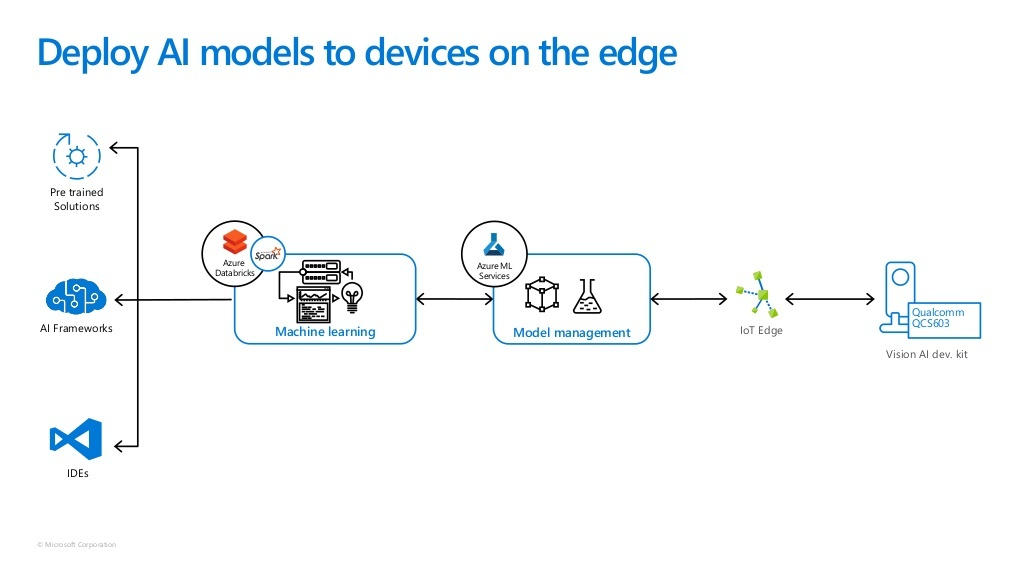 Deploy AI models to devices on the edge
Pre trained
Solutions
Azure
Databricks
Spark
Azure ML
Services
AI Frameworks
Machine learning
Model management
IoT Edge
Qualcomm
QCS603
Vision AI dev. kit
IDEs
© Microsoft Corporation